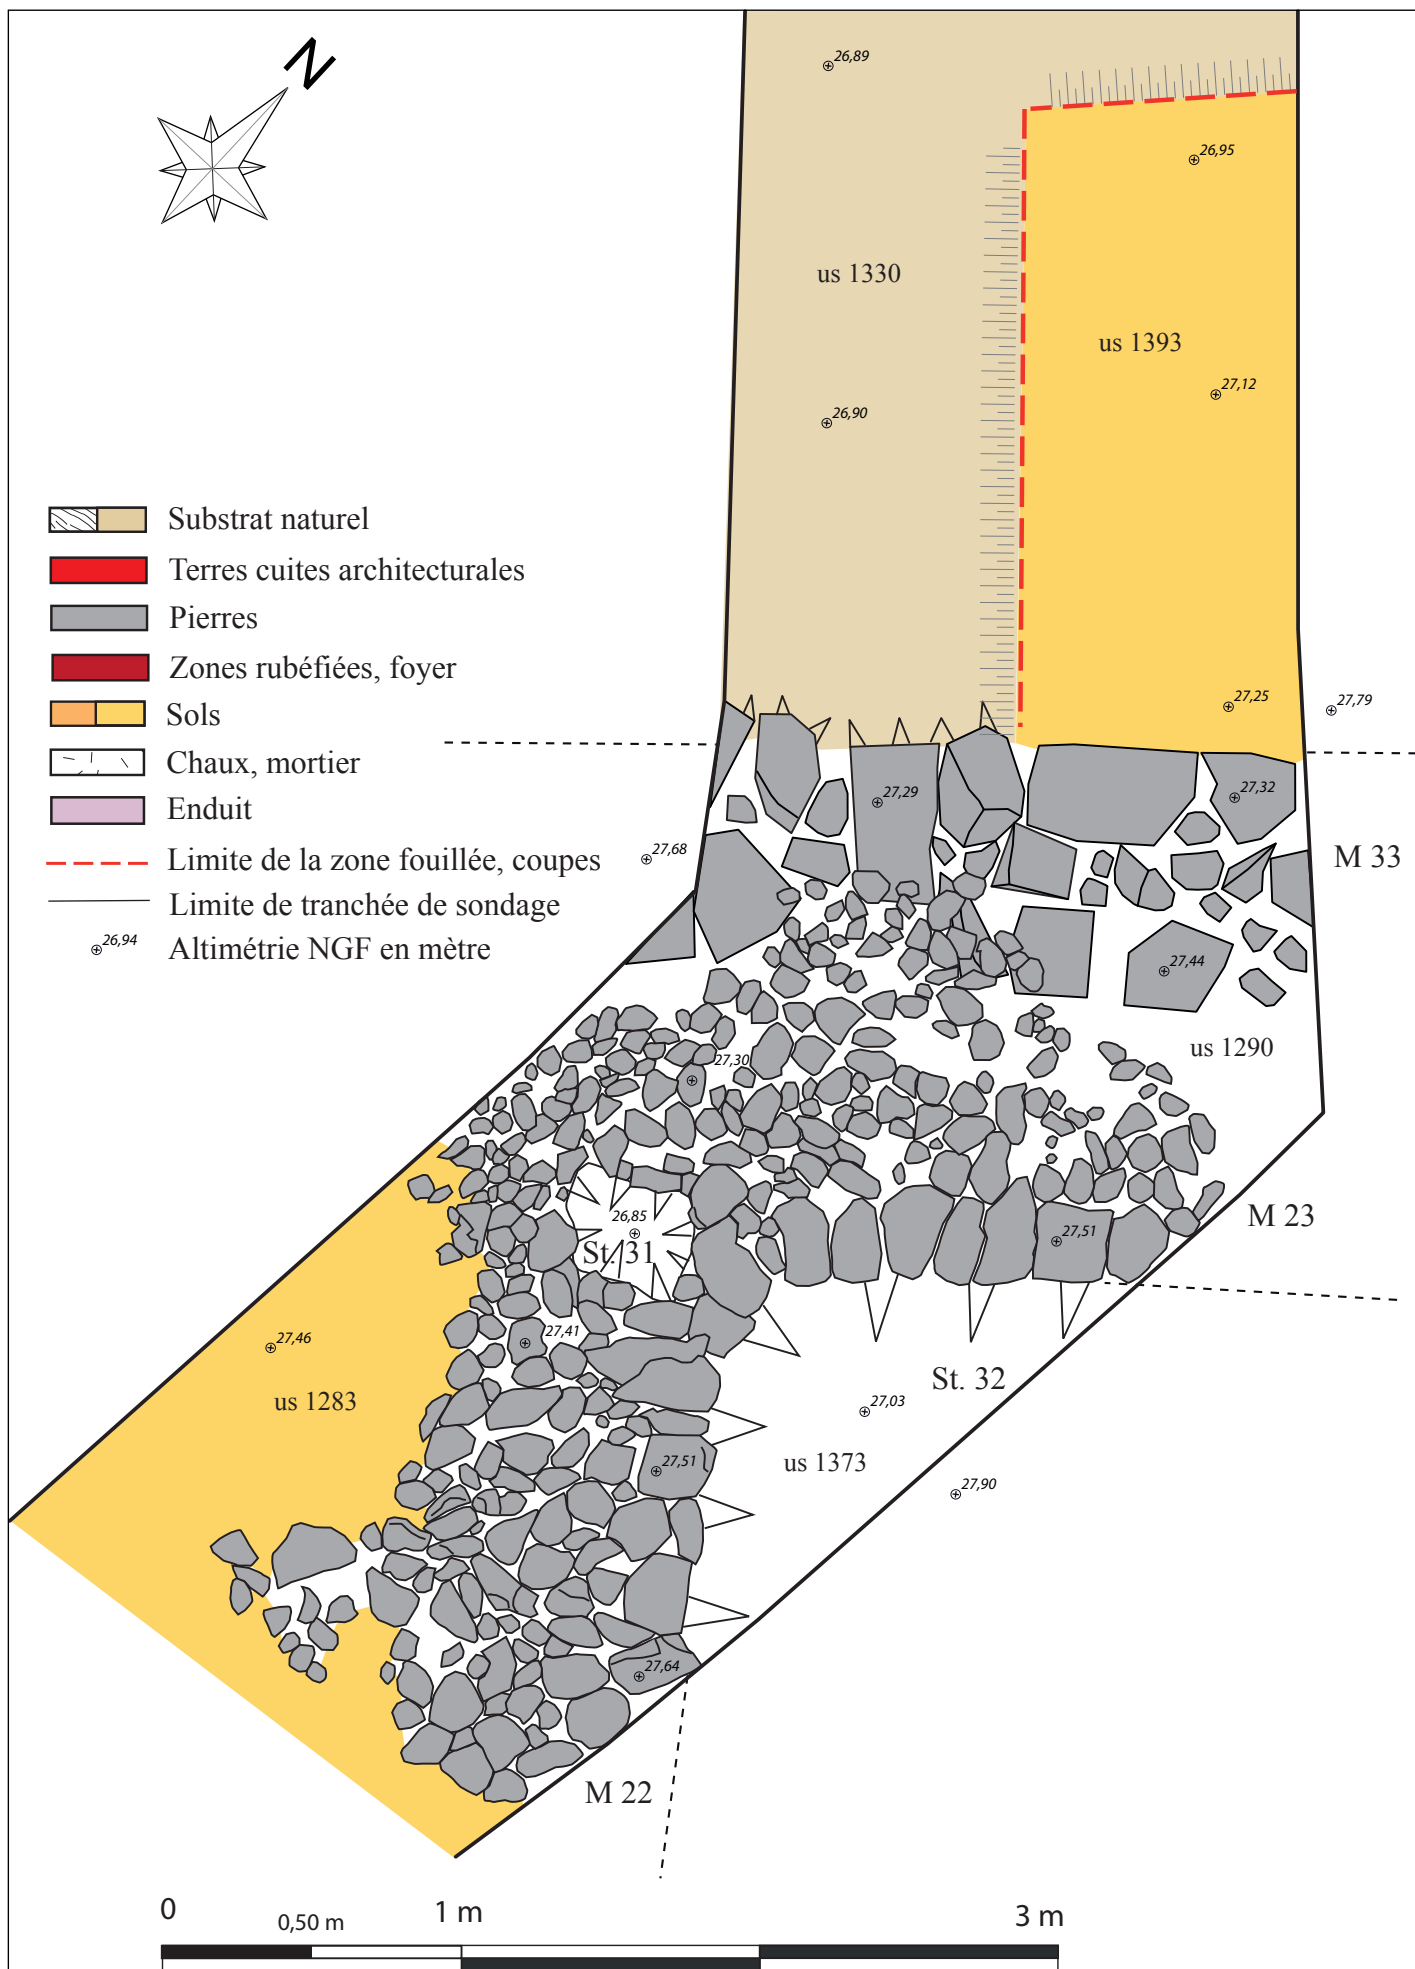 N
26,89
26,95
us 1330
us 1393
27,12
26,90
Substrat naturel
Terres cuites architecturales
Pierres
Zones rubéfiées, foyer
Sols
Chaux, mortier
Enduit
Limite de la zone fouillée, coupes
Limite de tranchée de sondage
26,94 Altimétrie NGF en mètre
27,25
27,79
27,29
27,32
27,68
M 33
27,44
us 1290
27,30
26,85
St. 31
27,51
M 23
27,41
27,46
St. 32
us 1283
27,03
27,51
us 1373
27,90
27,64
M 22
0
0,50 m
1 m
3 m